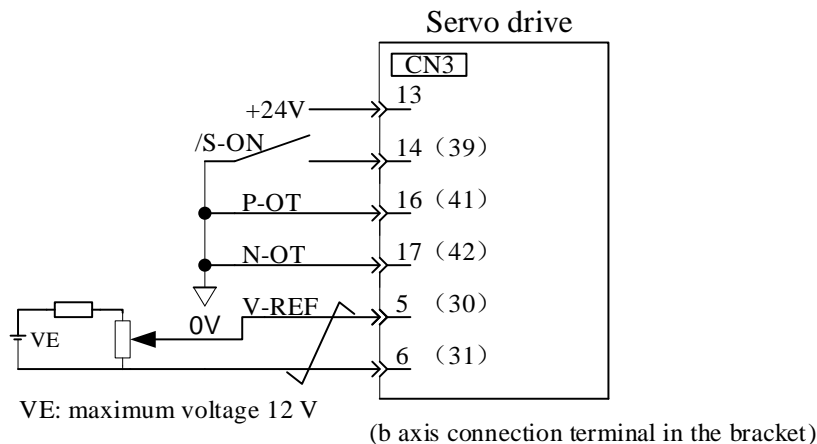 Servo drive
CN3
+24V 13
/S-ON 14（39）
P-OT 16（41）
N-OT 17（42）
V-REF 5（30）
0V
VE
6（31）
VE: maximum voltage 12 V
(b axis connection terminal in the bracket)